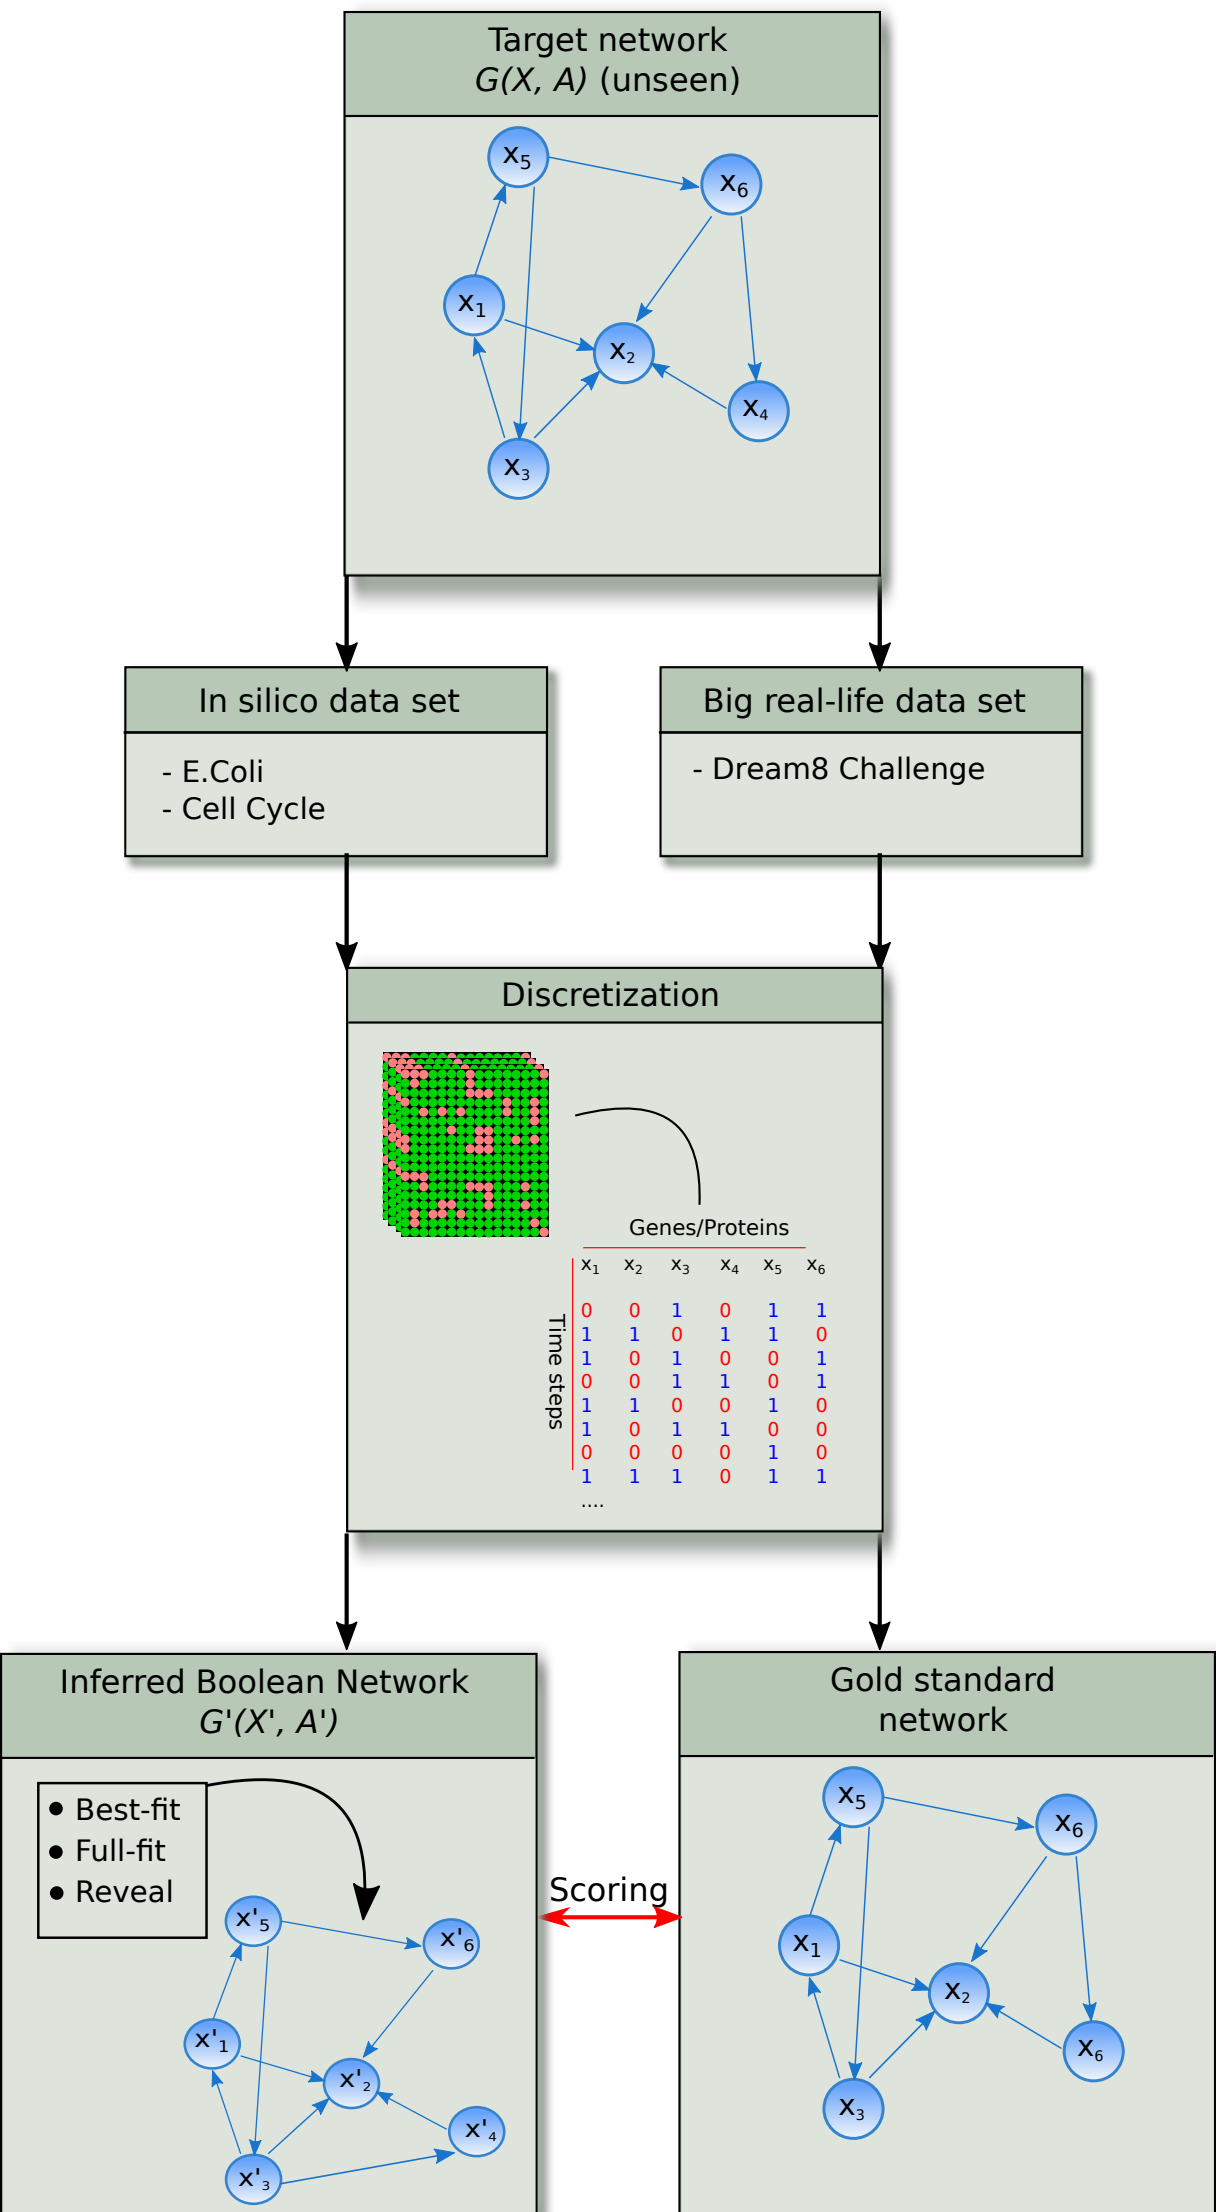 Target network
G(X, A) (unseen)
x5
x6
x1
x2
x4
x3
In silico data set
- E.Coli
- Cell Cycle
Big real-life data set
- Dream8 Challenge
Discretization
Genes/Proteins
x1 x2 x3 x4 x5 x6
Time steps
0 0 1 0 1 1
1 1 0 1 1 0
1 0 1 0 0 1
0 0 1 1 0 1
1 1 0 0 1 0
1 0 1 1 0 0
0 0 0 0 1 0
1 1 1 0 1 1
....
Inferred Boolean Network
G'(X', A')
• Best-fit
• Full-fit
• Reveal
x'5
x'6
x'1
x'2
x'4
x'3
Scoring
Gold standard
network
x5
x6
x1
x2
x6
x3